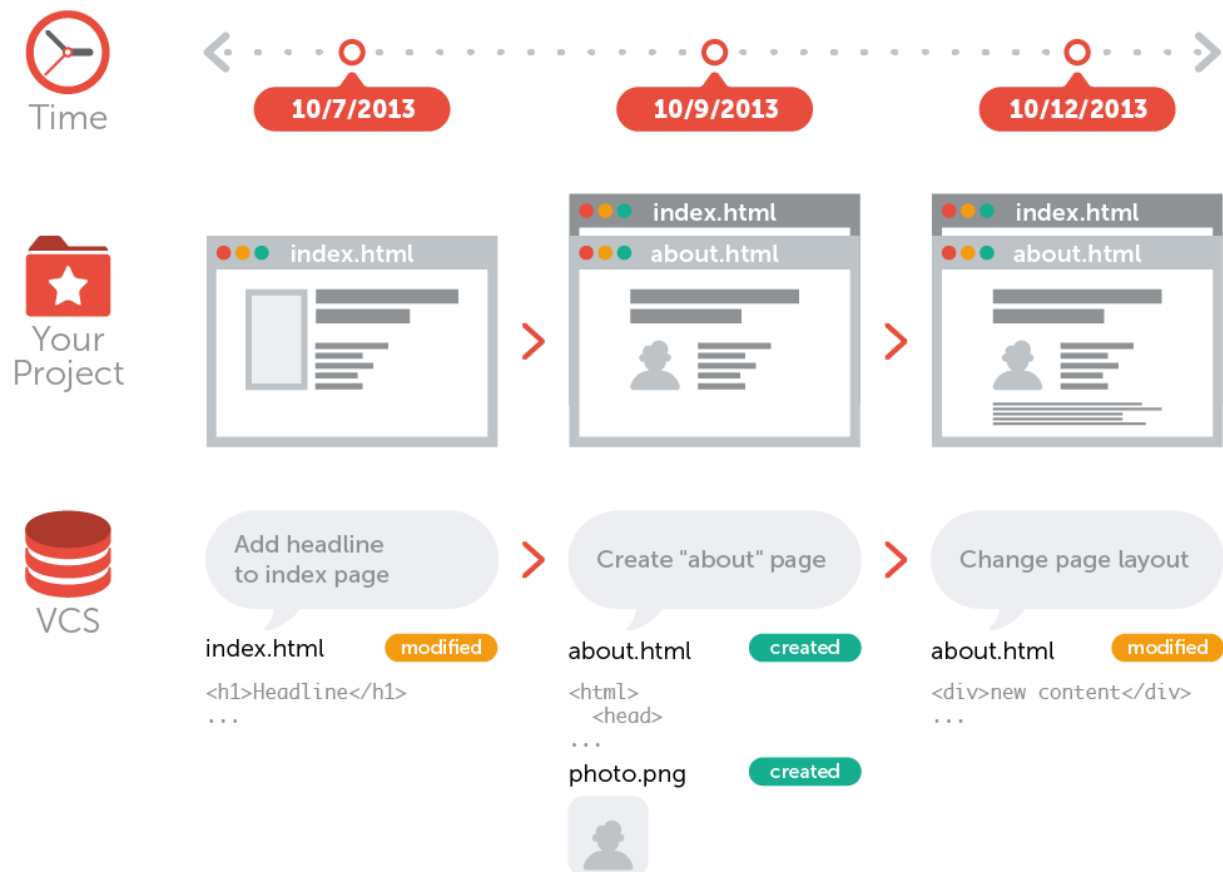 Time
10/7/2013
10/9/2013
10/12/2013
Your
Project
index.html
index.html
about.html
index.html
about.html
VCS
Add headline
to index page
Create "about" page
Change page layout
index.html modified
<h1>Headline</h1>
...
about.html created
<html>
<head>
...
photo.png created
about.html modified
<div>new content</div>
...